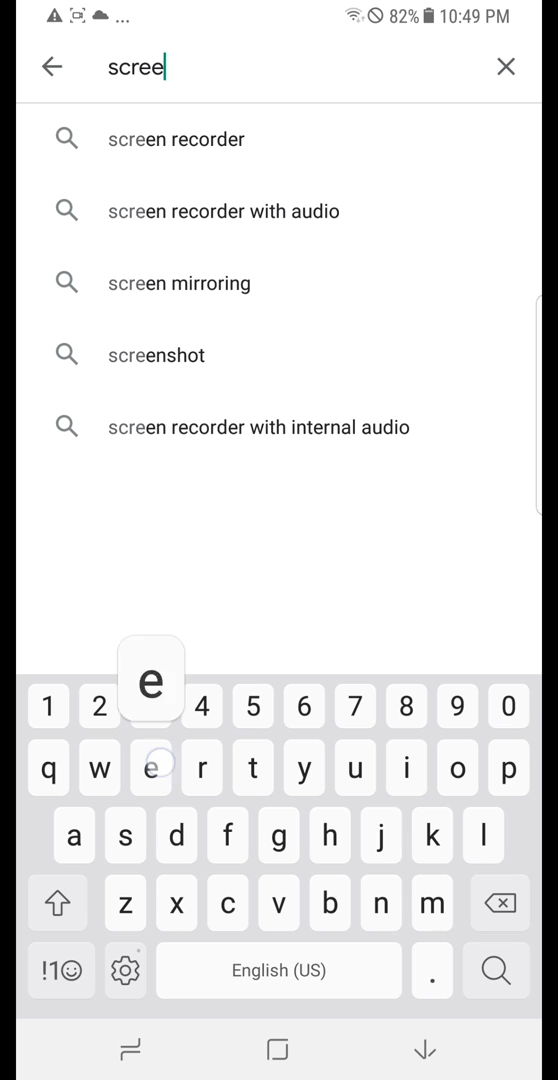 ... 82% 10:49 PM
scree
screen recorder
screen recorder with audio
screen mirroring
screenshot
screen recorder with internal audio
e
1 2 4 5 6 7 8 9 0
q w e r t y u i o p
a s d f g h j k l
z x c v b n m
!1☺ English (US) .